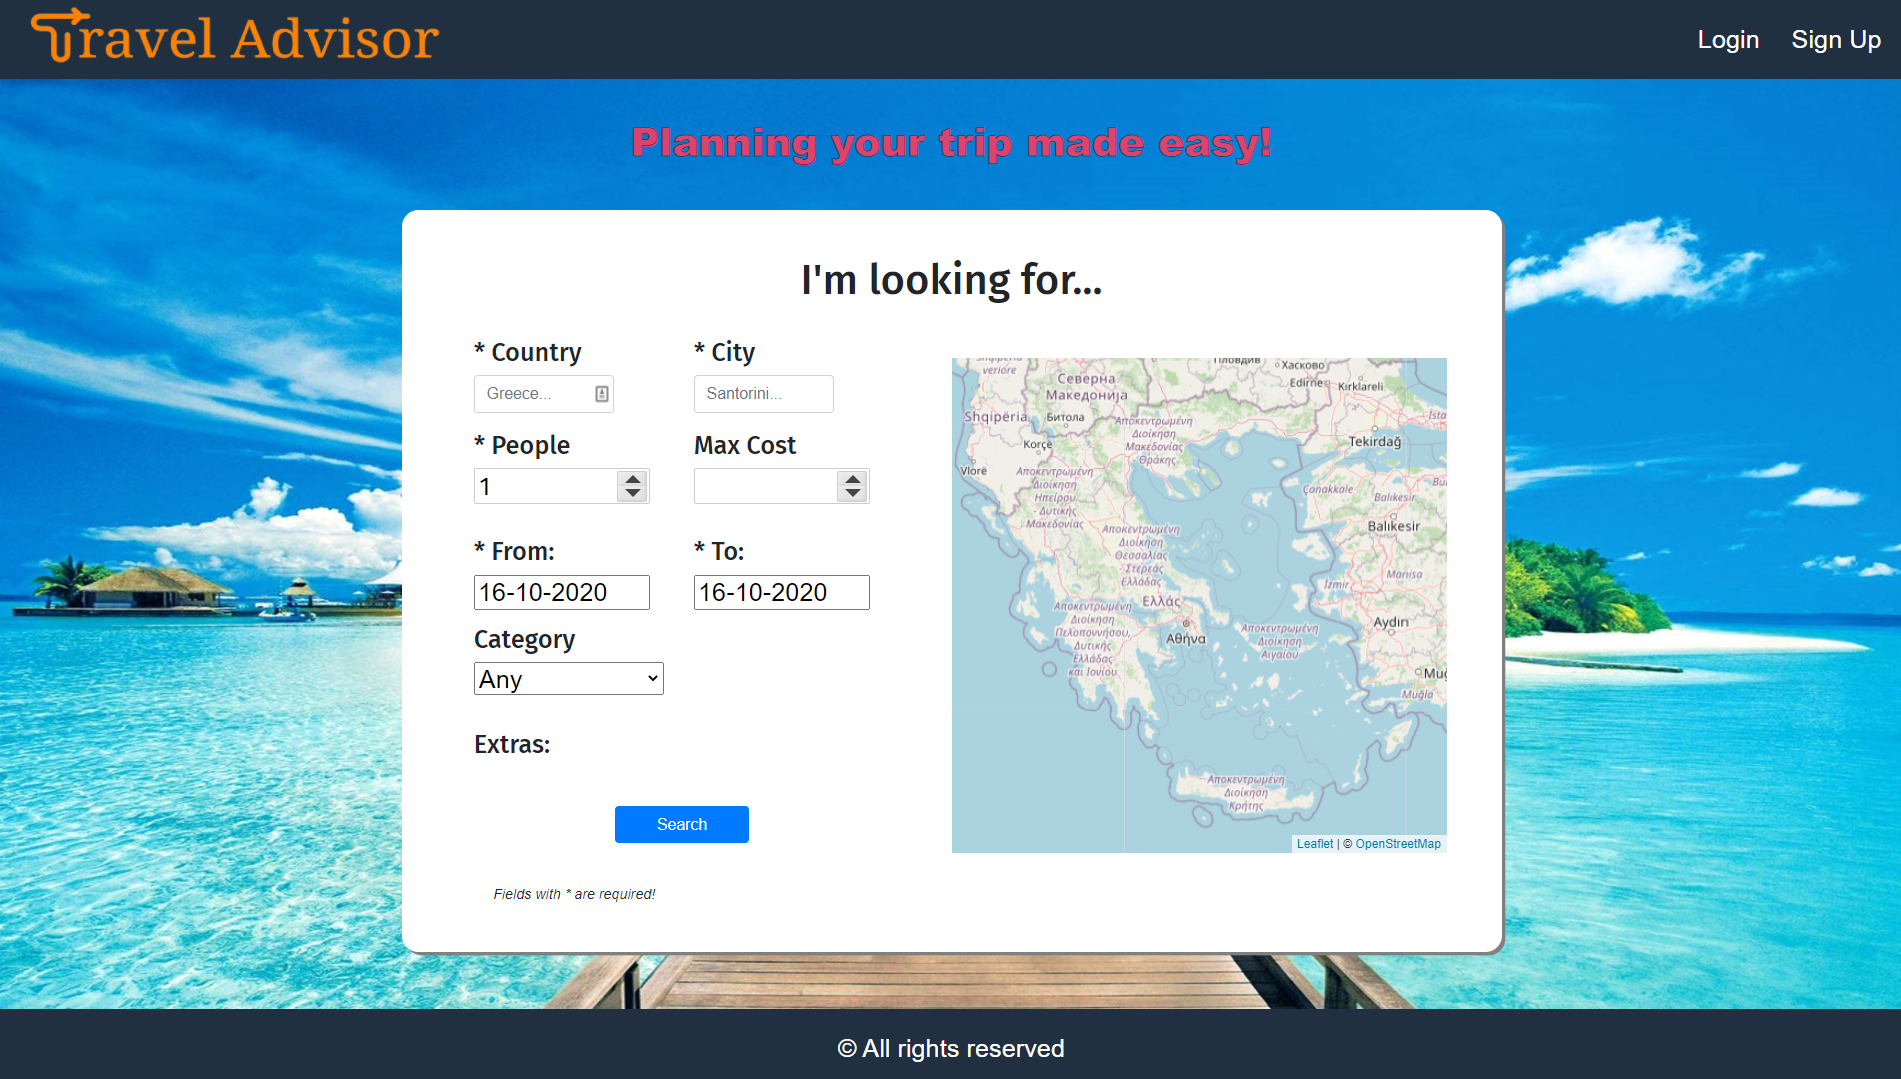 Travel Advisor
Login
Sign Up
Planning your trip made easy!
I'm looking for...
* Country
* City
Greece...
Santorini...
* People
Max Cost
1
* From:
* To:
16-10-2020
16-10-2020
Category
Any
Extras:
Search
Fields with * are required!
veriore
Хасково
Северна
Македонија
Edirne
Kırklareli
Shqipëria
Битола
Αποκεντρωμένη
Διοίκηση
Μακεδονίας
Θράκης
Tekirdağ
Korçë
Vlorë
Αποκεντρωμένη
Διοίκηση
Ηπείρου
- Δυτικής
Μακεδονίας
Çanakkale
Balıkesir
Balıkesir
Αποκεντρωμένη
Διοίκηση
Θεσσαλίας
- Στερεάς
Ελλάδας
İzmir
Manisa
Αποκεντρωμένη
Διοίκηση
Πελοποννήσου,
Δυτικής
Ελλάδας
και Ιονίου
Ελλάς
Αθήνα
Αποκεντρωμένη
Διοίκηση
Αιγαίου
Aydın
Muğla
Αποκεντρωμένη
Διοίκηση
Κρήτης
Leaflet | © OpenStreetMap
© All rights reserved